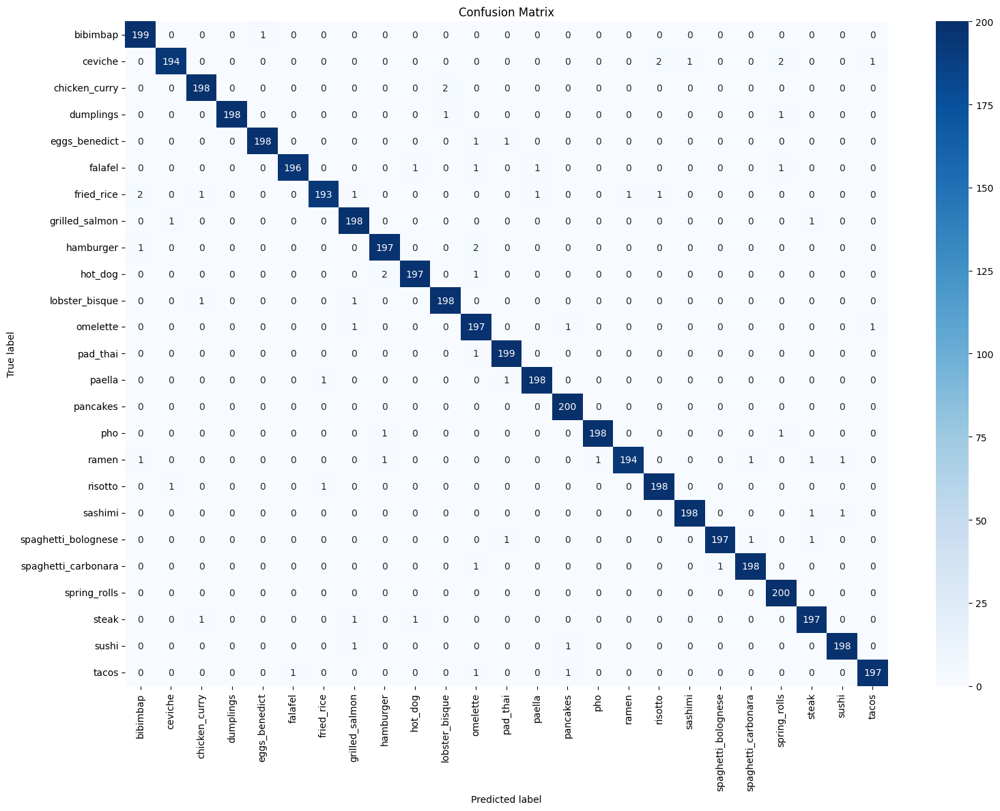 Confusion Matrix
bibimbap 199 0 0 0 1 0 0 0 0 0 0 0 0 0 0 0 0 0 0 0 0 0 0 0 0
ceviche 0 194 0 0 0 0 0 0 0 0 0 0 0 0 0 0 0 2 1 0 0 2 0 0 1
chicken_curry 0 0 198 0 0 0 0 0 0 0 2 0 0 0 0 0 0 0 0 0 0 0 0 0 0
dumplings 0 0 0 198 0 0 0 0 0 0 1 0 0 0 0 0 0 0 0 0 0 1 0 0 0
eggs_benedict 0 0 0 0 198 0 0 0 0 0 0 1 1 0 0 0 0 0 0 0 0 0 0 0 0
falafel 0 0 0 0 0 196 0 0 0 1 0 1 0 1 0 0 0 0 0 0 0 1 0 0 0
fried_rice 2 0 1 0 0 0 193 1 0 0 0 0 0 1 0 0 1 1 0 0 0 0 0 0 0
grilled_salmon 0 1 0 0 0 0 0 198 0 0 0 0 0 0 0 0 0 0 0 0 0 0 1 0 0
hamburger 1 0 0 0 0 0 0 0 197 0 0 2 0 0 0 0 0 0 0 0 0 0 0 0 0
hot_dog 0 0 0 0 0 0 0 0 2 197 0 1 0 0 0 0 0 0 0 0 0 0 0 0 0
lobster_bisque 0 0 1 0 0 0 0 1 0 0 198 0 0 0 0 0 0 0 0 0 0 0 0 0 0
omelette 0 0 0 0 0 0 0 1 0 0 0 197 0 0 1 0 0 0 0 0 0 0 0 0 1
pad_thai 0 0 0 0 0 0 0 0 0 0 0 1 199 0 0 0 0 0 0 0 0 0 0 0 0
paella 0 0 0 0 0 0 1 0 0 0 0 0 1 198 0 0 0 0 0 0 0 0 0 0 0
pancakes 0 0 0 0 0 0 0 0 0 0 0 0 0 0 200 0 0 0 0 0 0 0 0 0 0
pho 0 0 0 0 0 0 0 0 1 0 0 0 0 0 0 198 0 0 0 0 0 1 0 0 0
ramen 1 0 0 0 0 0 0 0 1 0 0 0 0 0 0 1 194 0 0 0 1 0 1 1 0
risotto 0 1 0 0 0 0 1 0 0 0 0 0 0 0 0 0 0 198 0 0 0 0 0 0 0
sashimi 0 0 0 0 0 0 0 0 0 0 0 0 0 0 0 0 0 0 198 0 0 0 1 1 0
spaghetti_bolognese 0 0 0 0 0 0 0 0 0 0 0 0 1 0 0 0 0 0 0 197 1 0 1 0 0
spaghetti_carbonara 0 0 0 0 0 0 0 0 0 0 0 1 0 0 0 0 0 0 0 1 198 0 0 0 0
spring_rolls 0 0 0 0 0 0 0 0 0 0 0 0 0 0 0 0 0 0 0 0 0 200 0 0 0
steak 0 0 1 0 0 0 0 1 0 1 0 0 0 0 0 0 0 0 0 0 0 0 197 0 0
sushi 0 0 0 0 0 0 0 1 0 0 0 0 0 0 1 0 0 0 0 0 0 0 0 198 0
tacos 0 0 0 0 0 1 0 0 0 0 0 1 0 0 1 0 0 0 0 0 0 0 0 0 197
True label
bibimbap
ceviche
chicken_curry
dumplings
eggs_benedict
falafel
fried_rice
grilled_salmon
hamburger
hot_dog
lobster_bisque
omelette
pad_thai
paella
pancakes
pho
ramen
risotto
sashimi
spaghetti_bolognese
spaghetti_carbonara
spring_rolls
steak
sushi
tacos
Predicted label
200
175
150
125
100
75
50
25
0